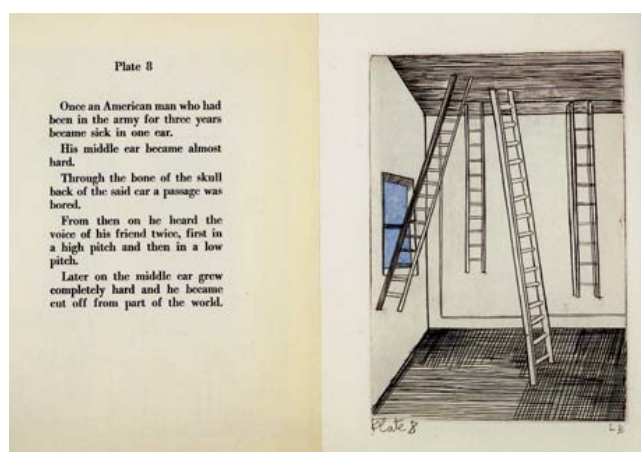 Plate 8
Once an American man who had
been in the army for three years
became sick in one ear.
His middle ear became almost
hard.
Through the bone of the skull
back of the said ear a passage was
bored.
From then on he heard the
voice of his friend twice, first in
a high pitch and then in a low
pitch.
Later on the middle ear grew
completely hard and he became
cut off from part of the world.
Plate 8
LB